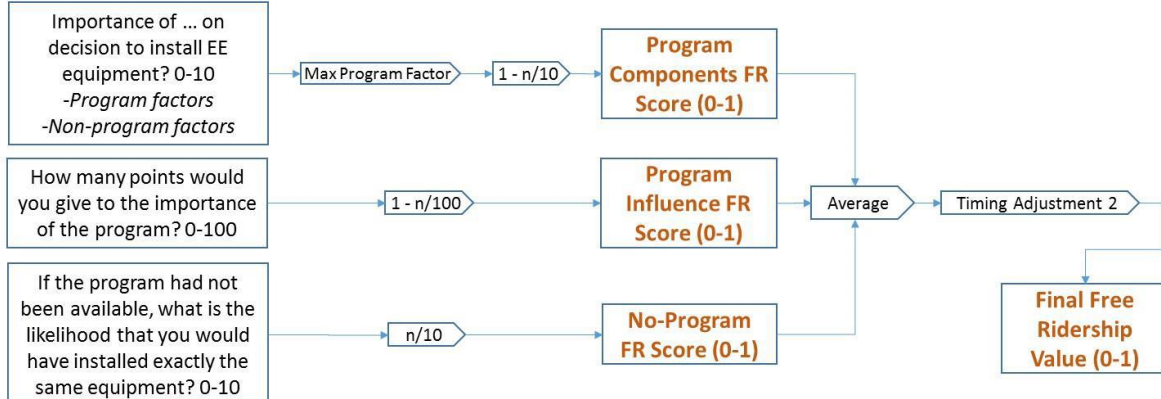 Importance of ... on
decision to install EE
equipment? 0-10
-Program factors
-Non-program factors
Max Program Factor
1 - n/10
Program
Components FR
Score (0-1)
How many points would
you give to the importance
of the program? 0-100
1 - n/100
Program
Influence FR
Score (0-1)
Average
Timing Adjustment 2
If the program had not
been available, what is the
likelihood that you would
have installed exactly the
same equipment? 0-10
n/10
No-Program
FR Score (0-1)
Final Free
Ridership
Value (0-1)